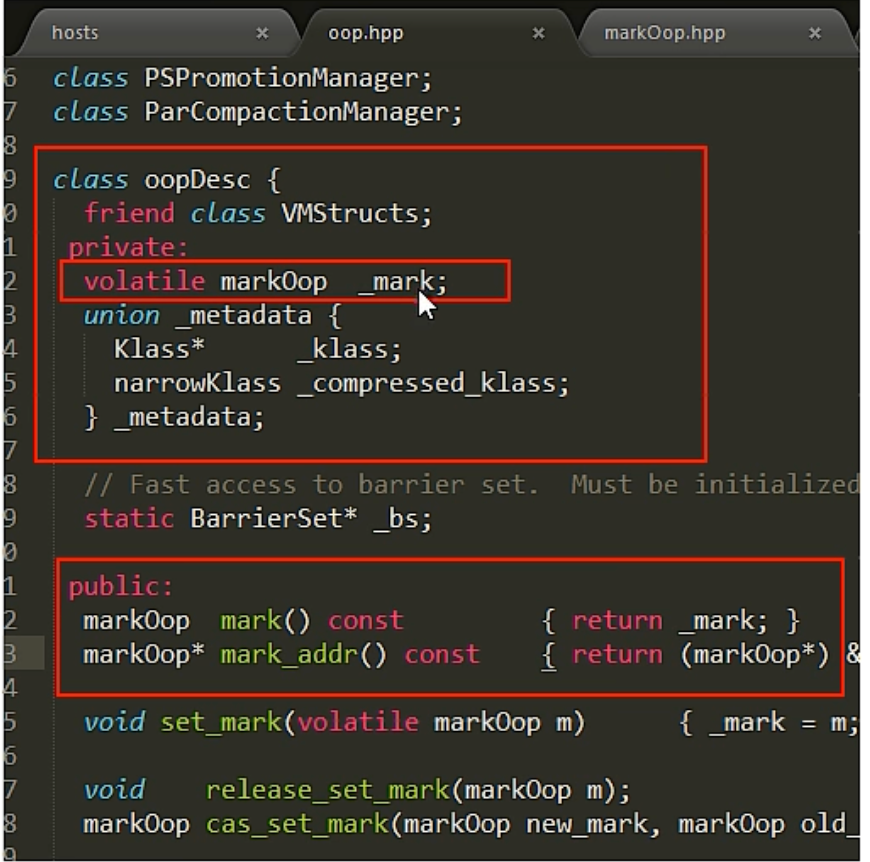 hosts × oop.hpp × markOop.hpp ×
6 class PSPromotionManager;
7 class ParCompactionManager;
8
9 class oopDesc {
0 friend class VMStructs;
1 private:
2 volatile markOop _mark;
3 union _metadata {
4 Klass* _klass;
5 narrowKlass _compressed_klass;
6 } _metadata;
7
8 // Fast access to barrier set. Must be initialized
9 static BarrierSet* _bs;
0
1 public:
2 markOop mark() const { return _mark; }
3 markOop* mark_addr() const { return (markOop*) &
4
5 void set_mark(volatile markOop m) { _mark = m;
6
7 void release_set_mark(markOop m);
8 markOop cas_set_mark(markOop new_mark, markOop old_
9